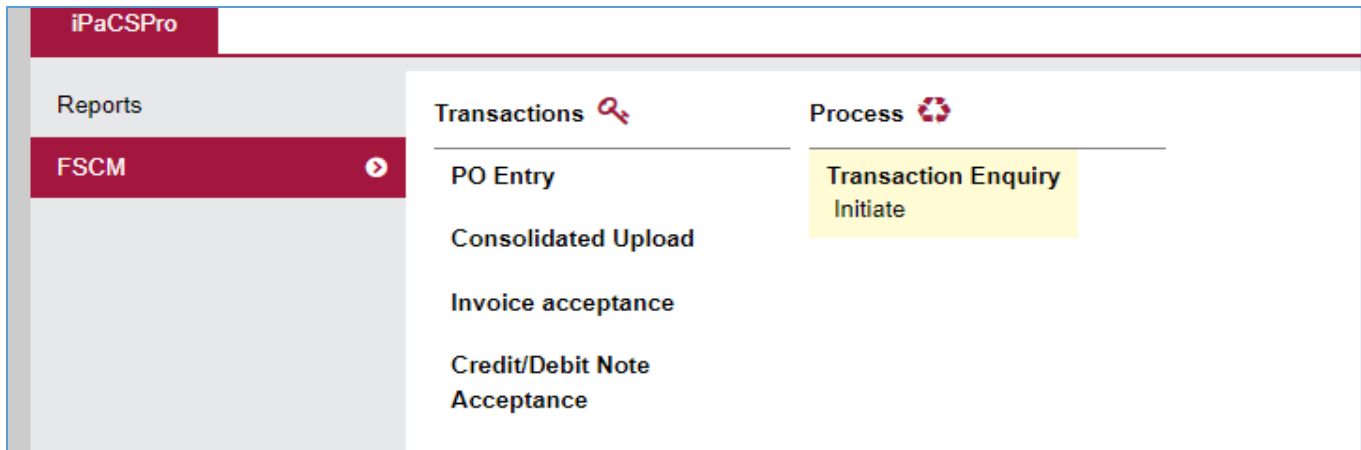 iPaCSPro
Reports
FSCM
Transactions
PO Entry
Consolidated Upload
Invoice acceptance
Credit/Debit Note
Acceptance
Process
Transaction Enquiry
Initiate